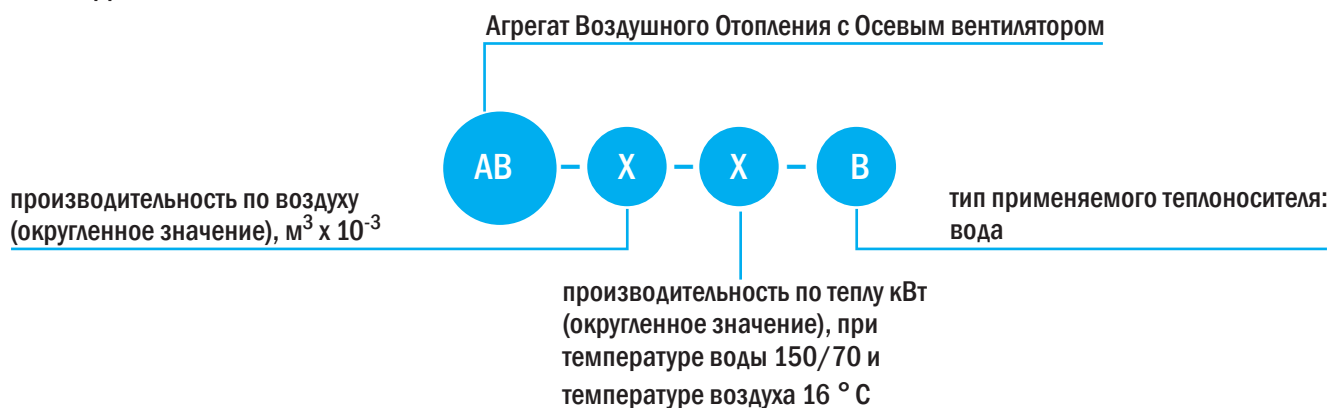 Агрегат Воздушного Отопления с Осевым вентилятором
АВ – Х – Х – В
производительность по воздуху
(округленное значение), м³ х 10⁻³
тип применяемого теплоносителя:
вода
производительность по теплу кВт
(округленное значение), при
температуре воды 150/70 и
температуре воздуха 16 ° С